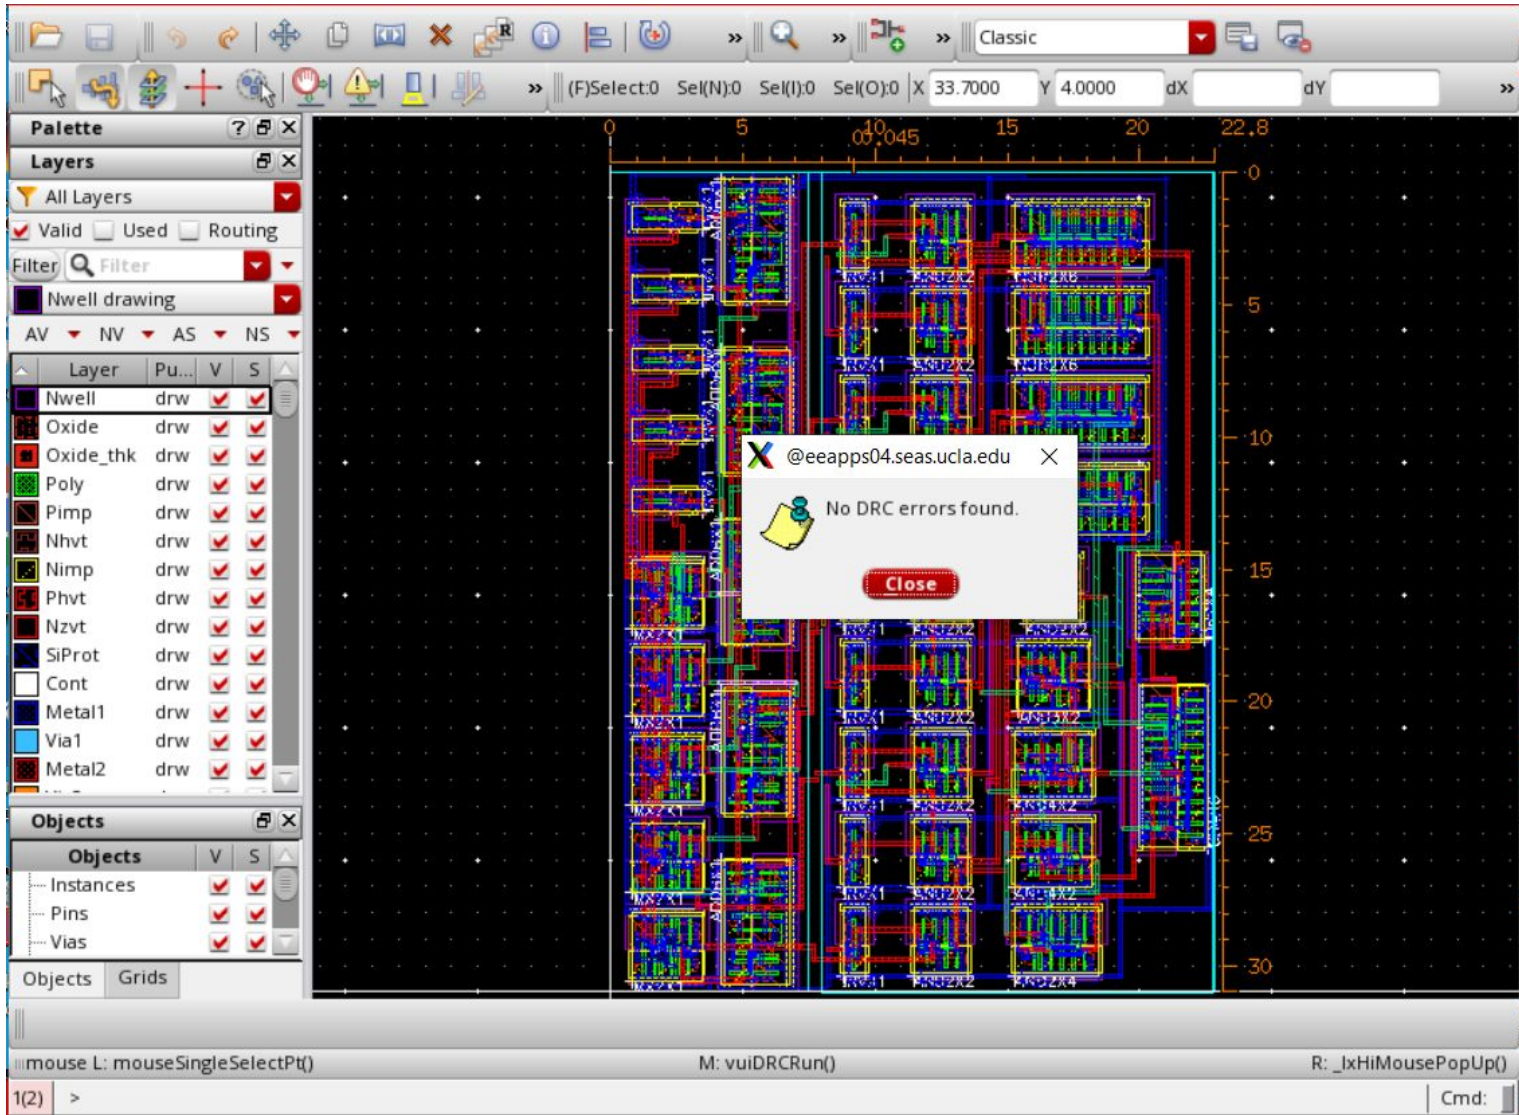 R
i
»
»
»
Classic
»
(F)Select:0 Sel(N):0 Sel(I):0 Sel(O):0 X 33.7000 Y 4.0000 dX dY
»
Palette ?
Layers
All Layers
Valid Used Routing
Filter Filter
Nwell drawing
AV NV AS NS
Layer Pu... V S
Nwell drw
Oxide drw
Oxide_thk drw
Poly drw
Pimp drw
Nhvt drw
Nimp drw
Phvt drw
Nzvt drw
SiProt drw
Cont drw
Metal1 drw
Via1 drw
Metal2 drw
Objects
Objects V S
Instances
Pins
Vias
Objects Grids
0 5 15 20 22.8
0
5
10
15
20
25
30
@eeapps04.seas.ucla.edu
No DRC errors found.
Close
mouse L: mouseSingleSelectPt() M: vuiDRCRun() R: _lxHiMousePopUp()
1(2) > Cmd: